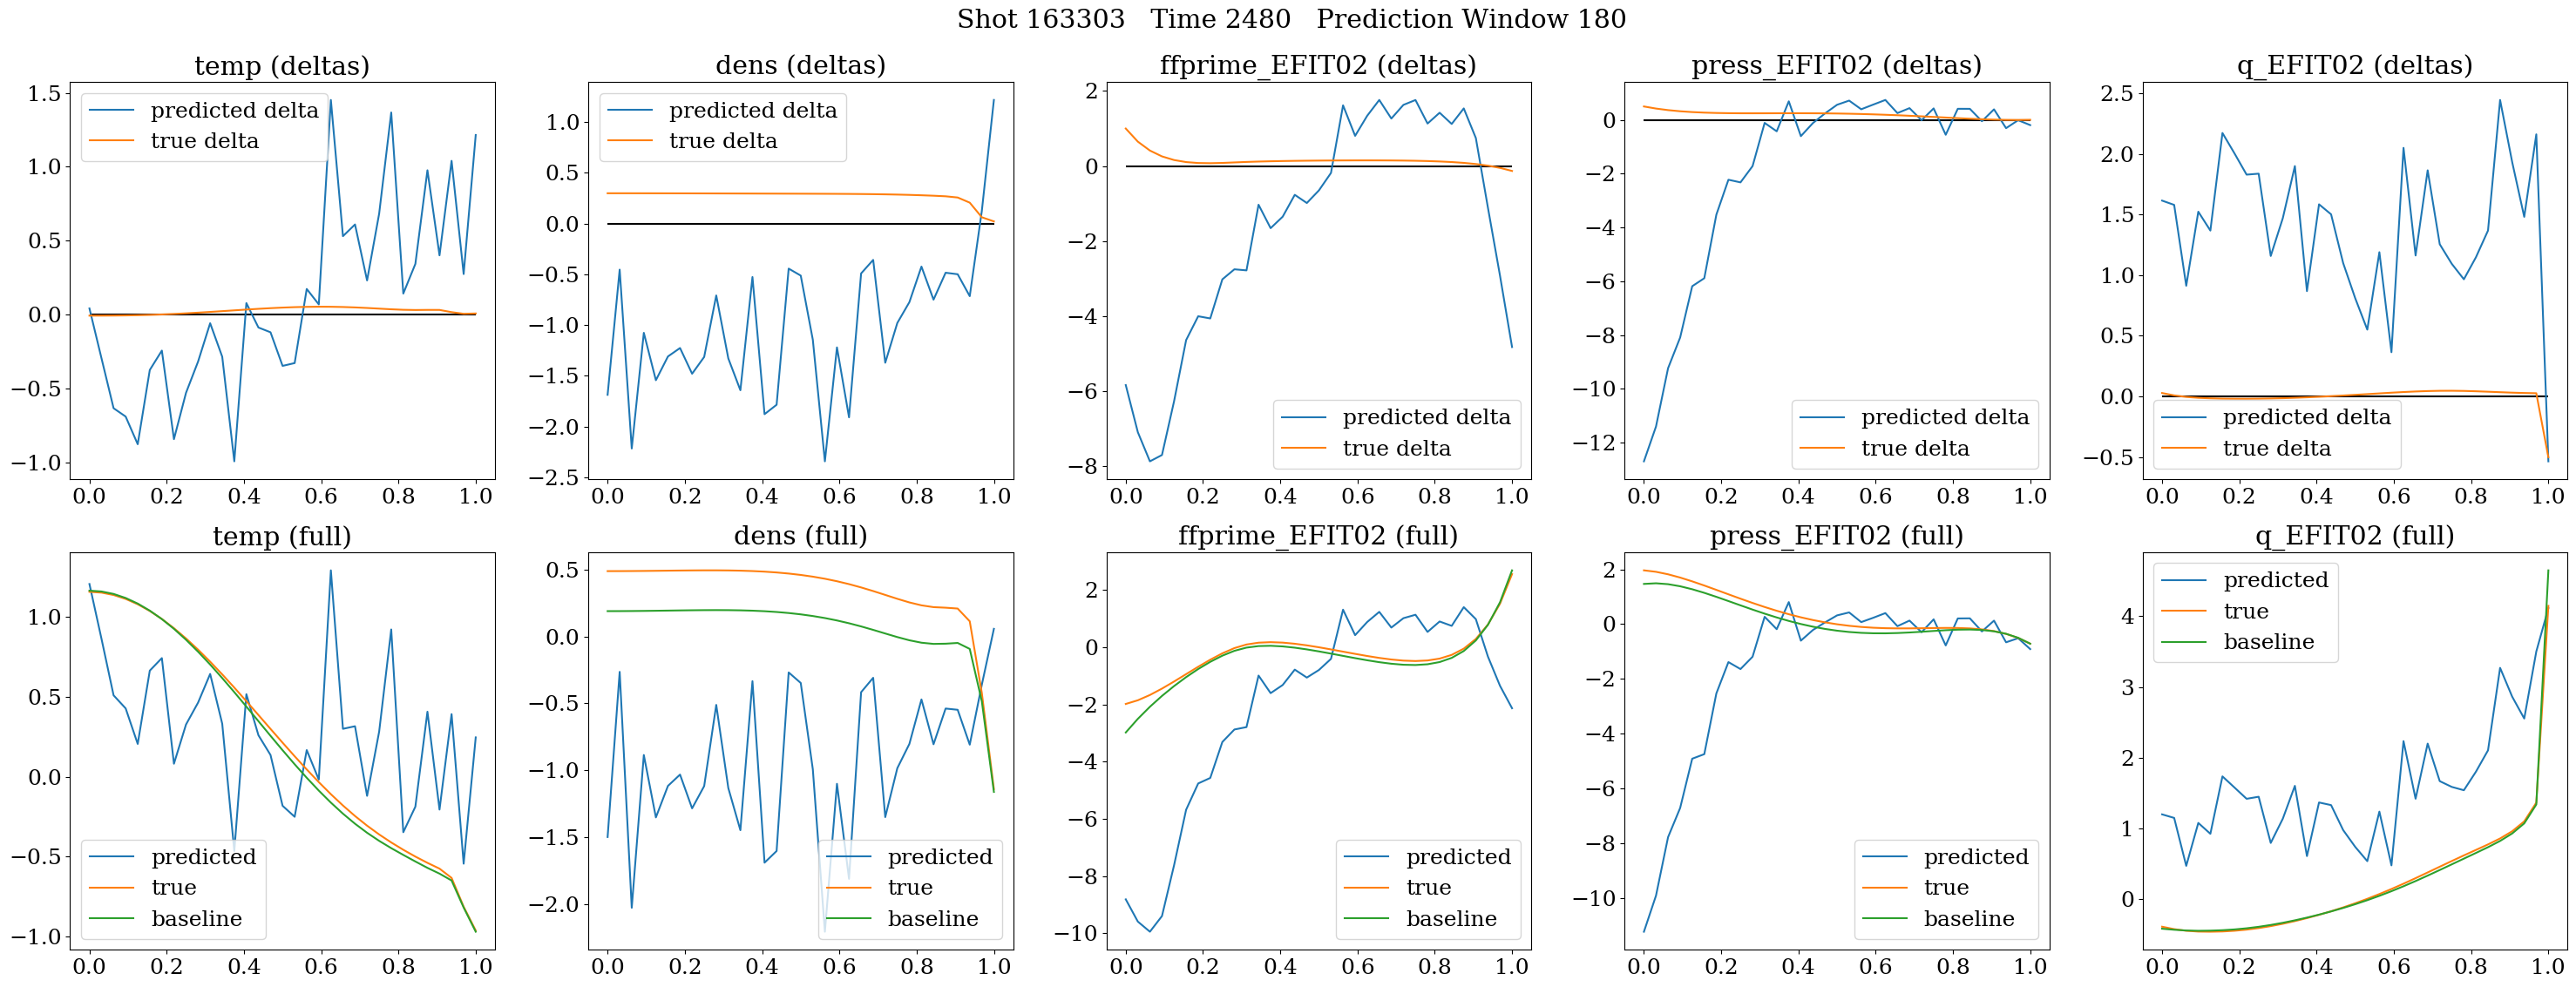 Shot 163303   Time 2480   Prediction Window 180
temp (deltas)
predicted delta
true delta
1.5
1.0
0.5
0.0
−0.5
−1.0
0.0 0.2 0.4 0.6 0.8 1.0
dens (deltas)
predicted delta
true delta
1.0
0.5
0.0
−0.5
−1.0
−1.5
−2.0
−2.5
0.0 0.2 0.4 0.6 0.8 1.0
ffprime_EFIT02 (deltas)
2
0
−2
−4
−6
−8
predicted delta
true delta
0.0 0.2 0.4 0.6 0.8 1.0
press_EFIT02 (deltas)
0
−2
−4
−6
−8
−10
−12
predicted delta
true delta
0.0 0.2 0.4 0.6 0.8 1.0
q_EFIT02 (deltas)
2.5
2.0
1.5
1.0
0.5
0.0
−0.5
predicted delta
true delta
0.0 0.2 0.4 0.6 0.8 1.0
temp (full)
1.0
0.5
0.0
−0.5
−1.0
predicted
true
baseline
0.0 0.2 0.4 0.6 0.8 1.0
dens (full)
0.5
0.0
−0.5
−1.0
−1.5
−2.0
predicted
true
baseline
0.0 0.2 0.4 0.6 0.8 1.0
ffprime_EFIT02 (full)
2
0
−2
−4
−6
−8
−10
predicted
true
baseline
0.0 0.2 0.4 0.6 0.8 1.0
press_EFIT02 (full)
2
0
−2
−4
−6
−8
−10
predicted
true
baseline
0.0 0.2 0.4 0.6 0.8 1.0
q_EFIT02 (full)
predicted
true
baseline
4
3
2
1
0
0.0 0.2 0.4 0.6 0.8 1.0